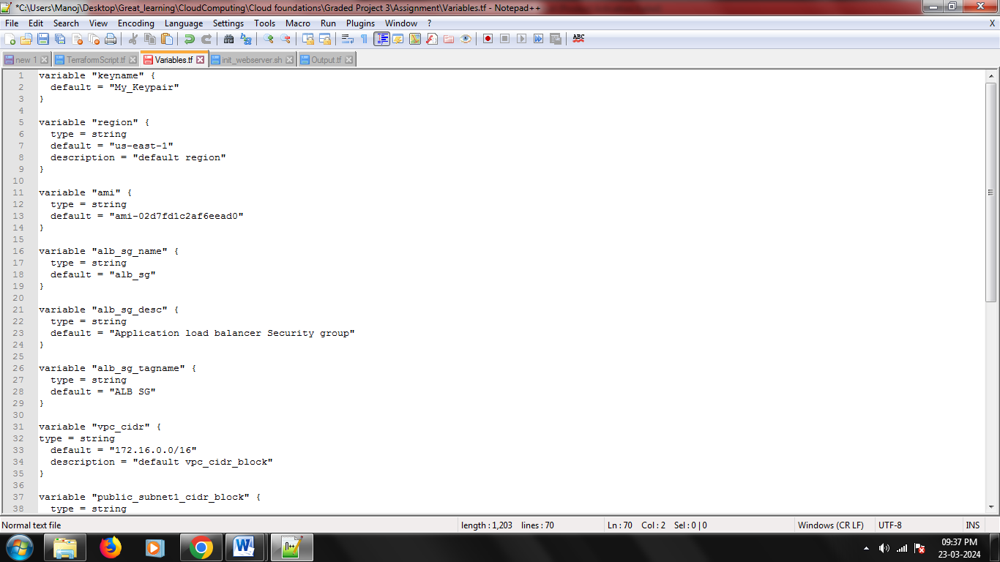 *C:\Users\Manoj\Desktop\Great_learning\CloudComputing\Cloud foundations\Graded Project 3\Assignment\Variables.tf - Notepad++
File Edit Search View Encoding Language Settings Tools Macro Run Plugins Window ? X
ABC
new 1 TerraformScript.tf Variables.tf init_webserver.sh Output.tf
1 variable "keyname" {
2   default = "My_Keypair"
3 }
4
5 variable "region" {
6   type = string
7   default = "us-east-1"
8   description = "default region"
9 }
10
11 variable "ami" {
12   type = string
13   default = "ami-02d7fd1c2af6eead0"
14 }
15
16 variable "alb_sg_name" {
17   type = string
18   default = "alb_sg"
19 }
20
21 variable "alb_sg_desc" {
22   type = string
23   default = "Application load balancer Security group"
24 }
25
26 variable "alb_sg_tagname" {
27   type = string
28   default = "ALB SG"
29 }
30
31 variable "vpc_cidr" {
32 type = string
33   default = "172.16.0.0/16"
34   description = "default vpc_cidr_block"
35 }
36
37 variable "public_subnet1_cidr_block" {
38   type = string
Normal text file length : 1,203 lines : 70 Ln : 70 Col : 2 Sel : 0 | 0 Windows (CR LF) UTF-8 INS
09:37 PM
23-03-2024